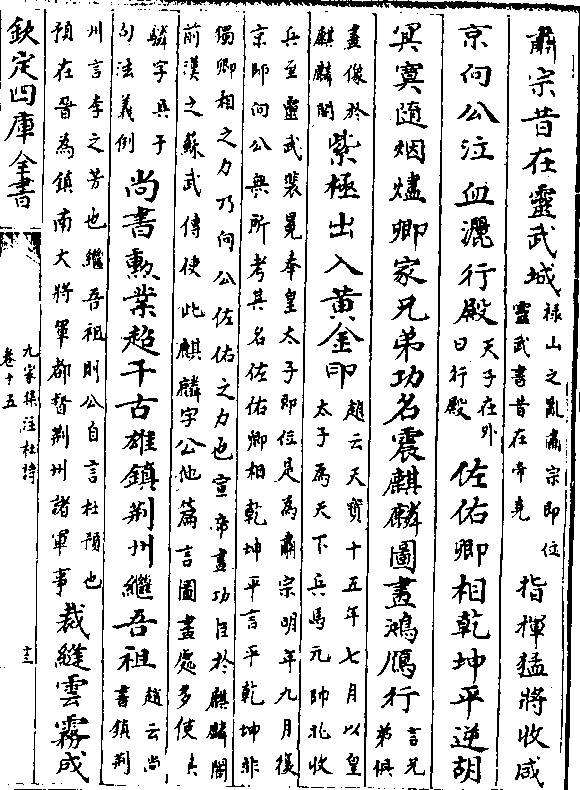 肅宗昔在靈武城祿山之亂肅宗即位靈武書昔在帝堯指揮猛將收咸
京向公泣血灑行殿天子在外曰行殿佐佑卿相乾坤平逆胡
冥寞隨烟燼卿家兄弟功名震麒麟圖畫鴻鴈行言兄弟俱
畫像於麒麟閣紫極出入黄金印趙云天寶十五年七月以皇太子為天下兵馬元帥北收
兵至靈武裴冕奉皇太子即位是為肅宗明年九月復
京師向公無所考其名佐佑卿相乾坤平言平乾坤非
獨卿相之力乃向公佐佑之力也宣帝畫功臣於麒麟閣
前漢之蘇武傳使此麒麟字公他篇言圖畫處多使
驎字具于句法義例尚書勲業超千古雄鎮荆州繼吾祖趙云尚書鎮荆
州言李之芳也繼吾祖則公自言杜預也預在晉為鎮南大將軍都督荆州諸軍事裁縫雲霧成
欽定四庫全書
九家集注杜詩
卷十五
十三